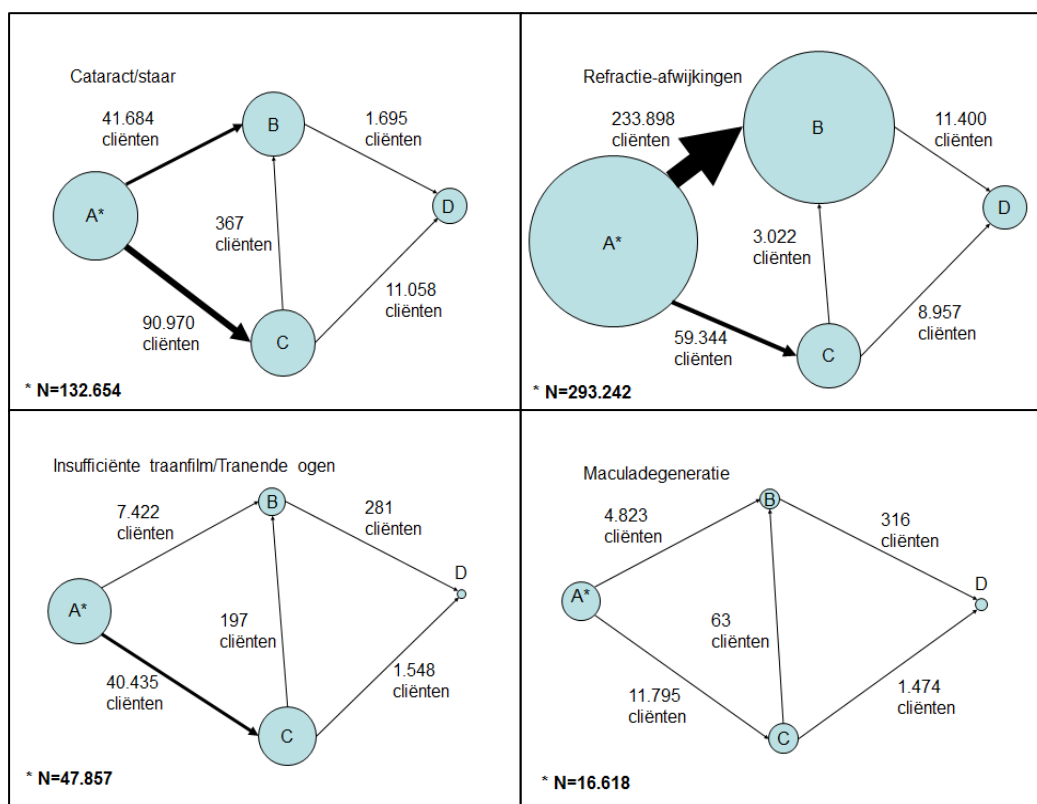 Cataract/staar
41.684
cliënten
B
1.695
cliënten
A*
367
cliënten
D
90.970
cliënten
C
11.058
cliënten
* N=132.654
Refractie-afwijkingen
233.898
cliënten
B
11.400
cliënten
A*
3.022
cliënten
D
59.344
cliënten
C
8.957
cliënten
* N=293.242
Insufficiënte traanfilm/Tranende ogen
7.422
cliënten
B
281
cliënten
D
A*
197
cliënten
40.435
cliënten
C
1.548
cliënten
* N=47.857
Maculadegeneratie
4.823
cliënten
B
316
cliënten
D
A*
63
cliënten
11.795
cliënten
C
1.474
cliënten
* N=16.618